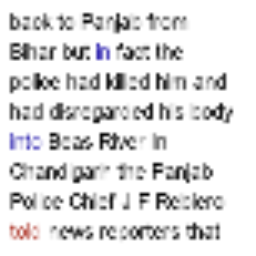 back to Panjab from
Bihar but in fact the
police had killed him and
had disregarded his body
into Beas River in
Chandigarh the Panjab
Police Chief J F Rebiero
told news reporters that